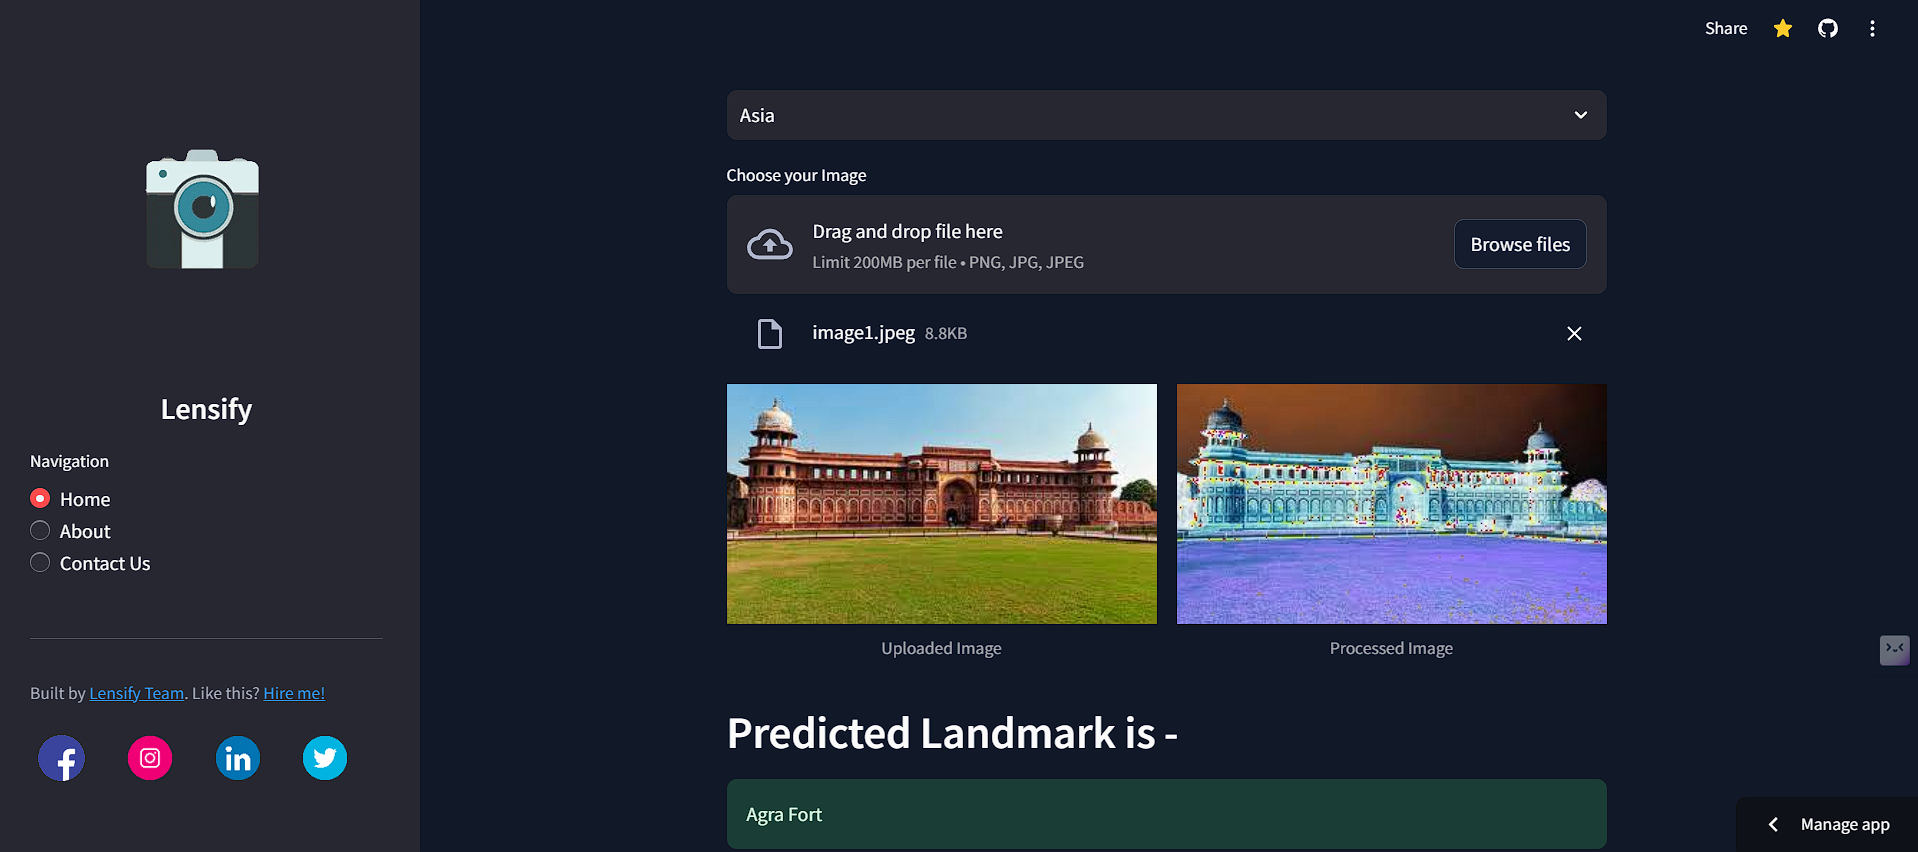 Share
Asia
Choose your Image
Drag and drop file here
Limit 200MB per file • PNG, JPG, JPEG
Browse files
image1.jpeg 8.8KB
Uploaded Image
Processed Image
Predicted Landmark is -
Agra Fort
Lensify
Navigation
Home
About
Contact Us
Built by Lensify Team. Like this? Hire me!
Manage app